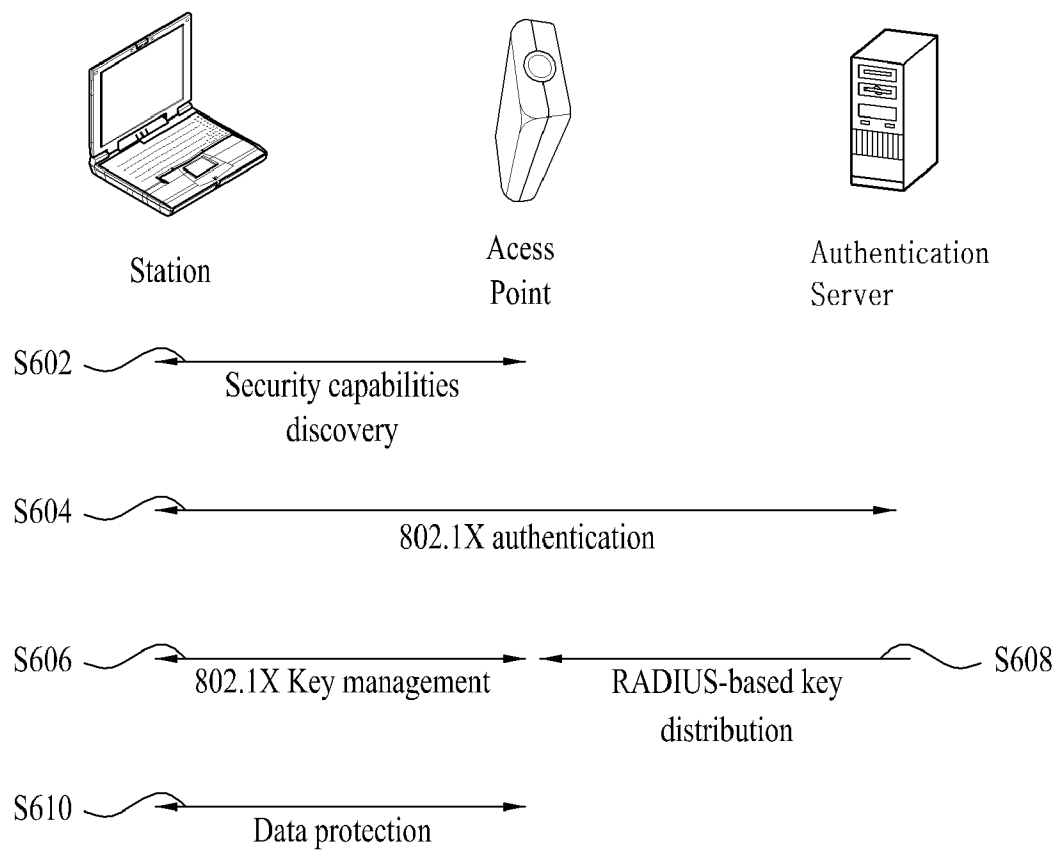 Station
Acess
Point
Authentication
Server
S602
Security capabilities
discovery
S604
802.1X authentication
S606
802.1X Key management
RADIUS-based key
distribution
S608
S610
Data protection